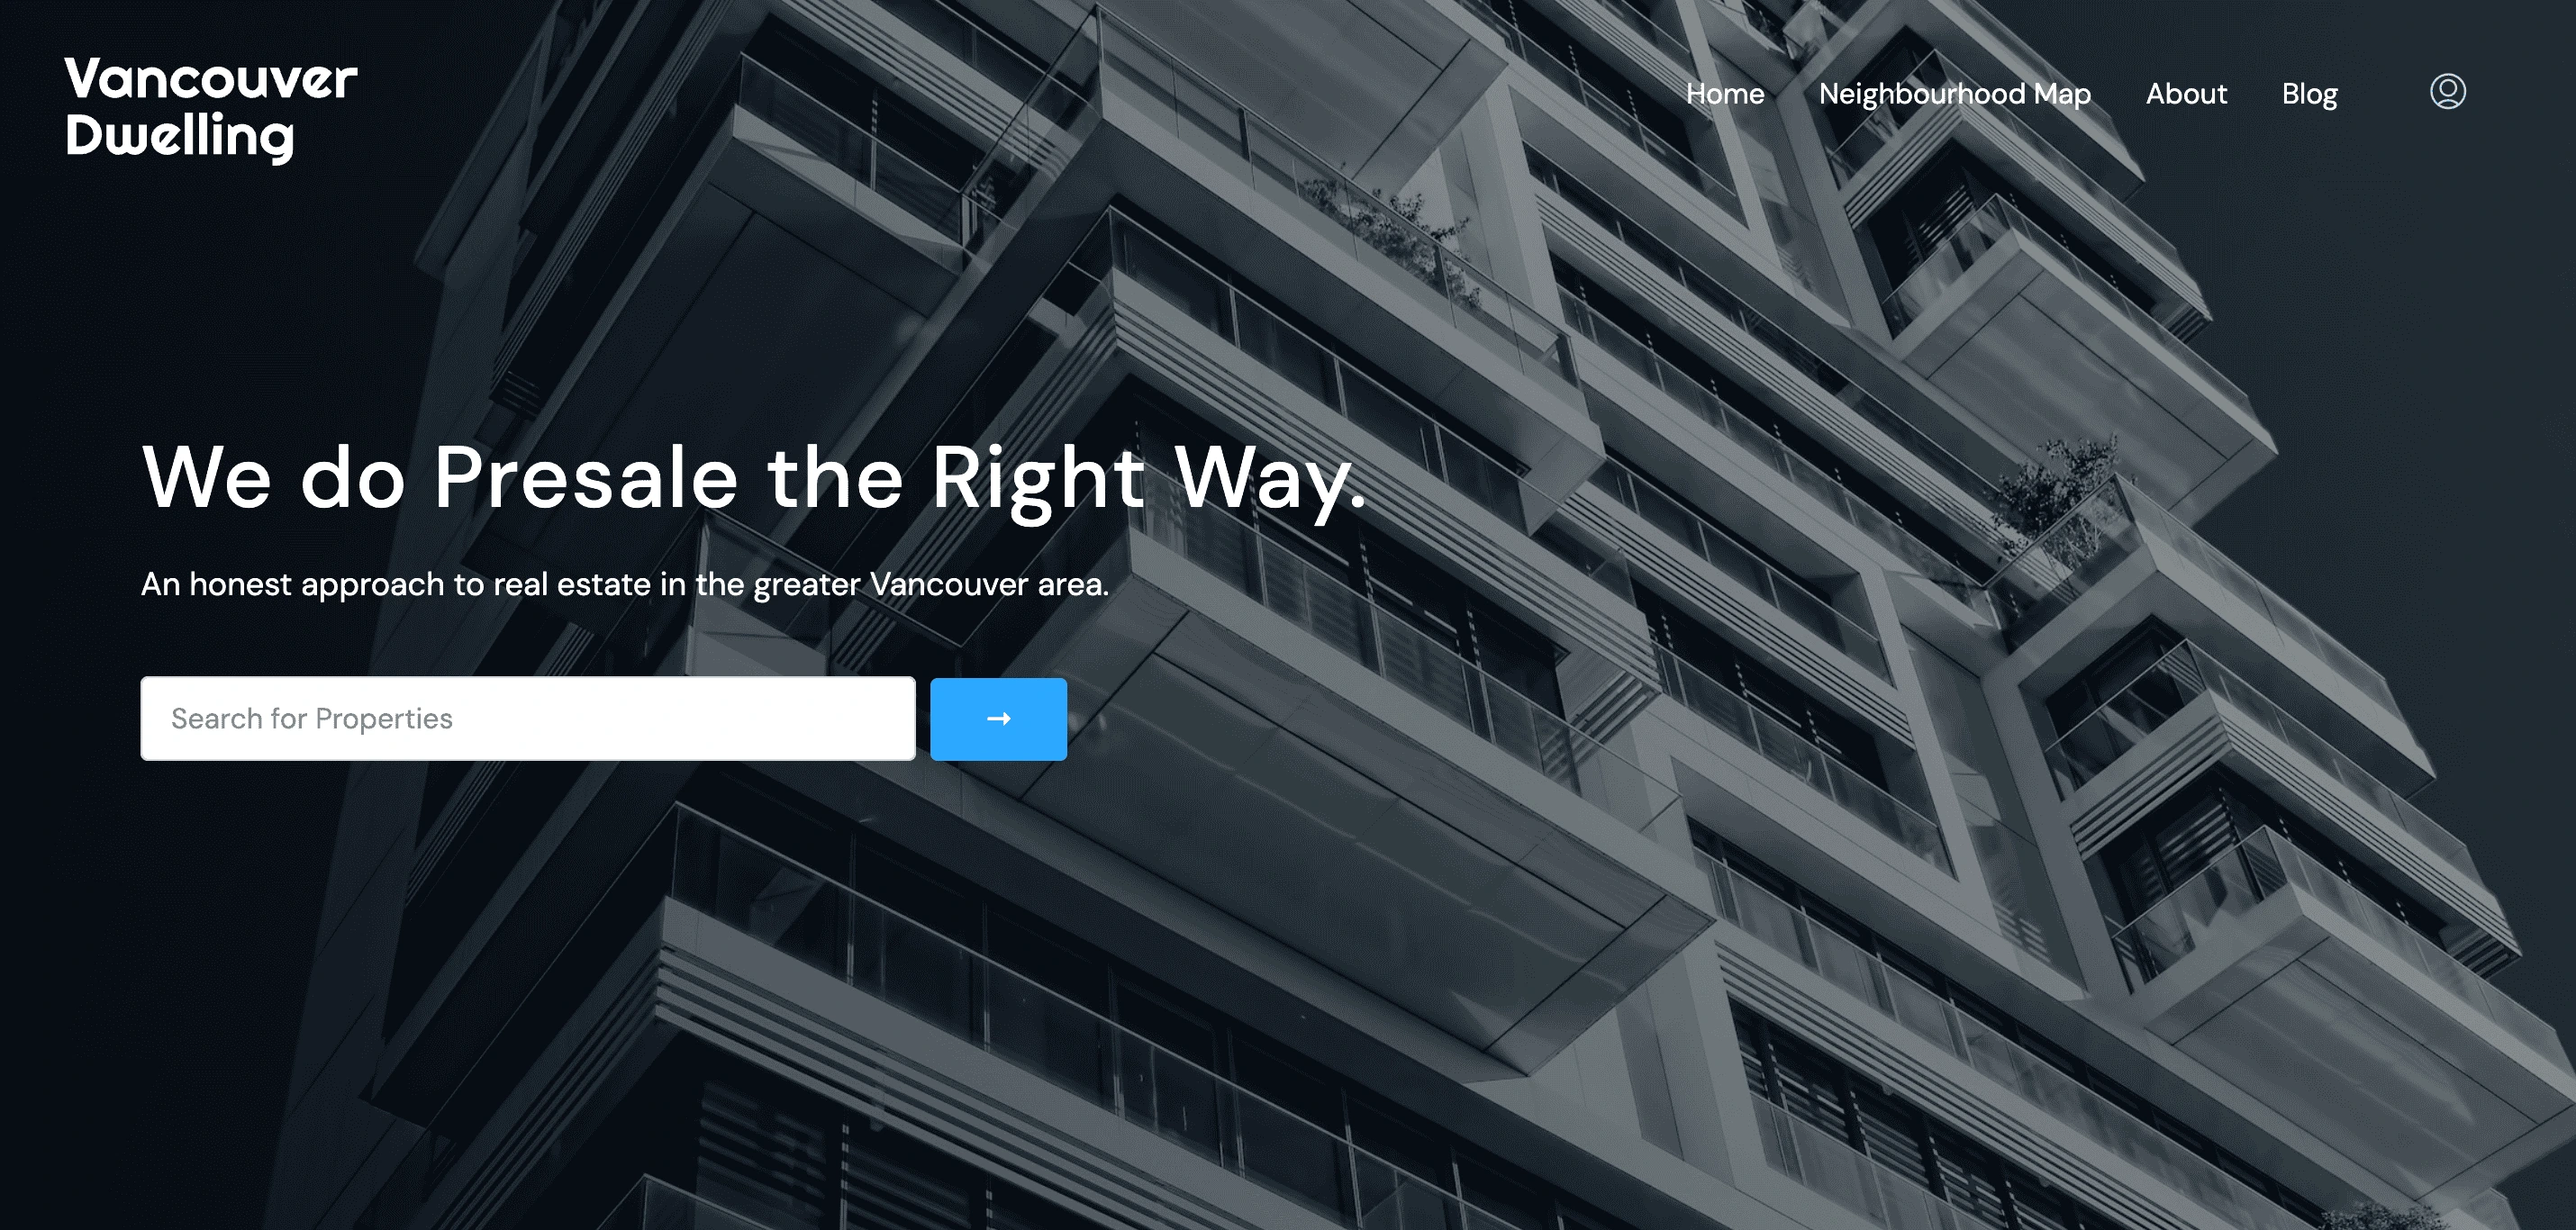 Vancouver
Dwelling
Home Neighbourhood Map About Blog
We do Presale the Right Way.
An honest approach to real estate in the greater Vancouver area.
Search for Properties